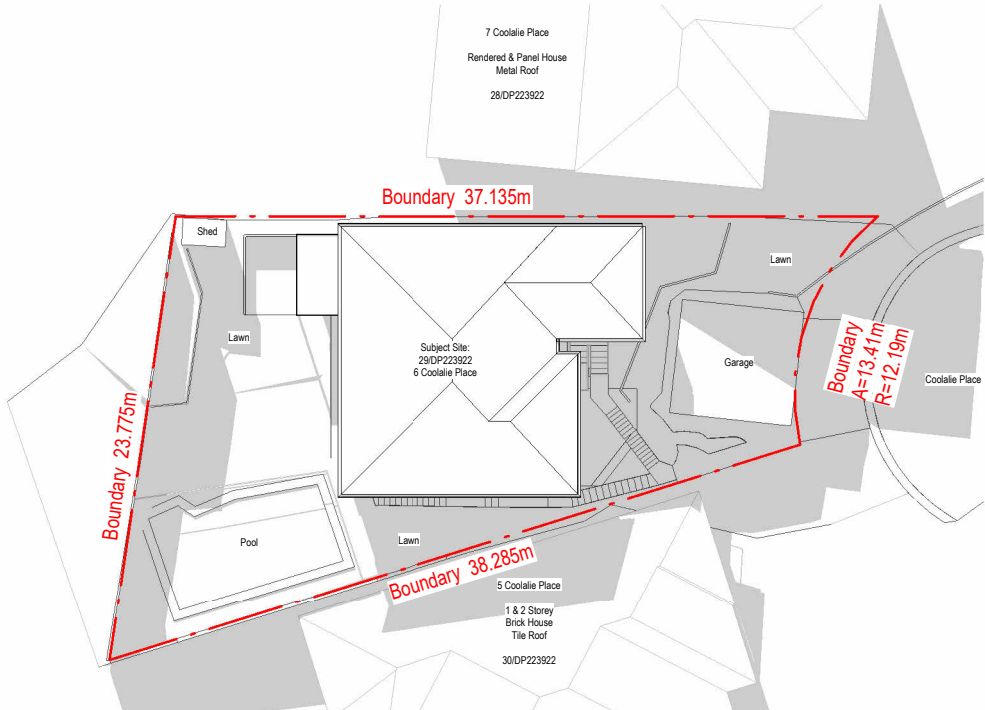 7 Coolalie Place
Rendered & Panel House
Metal Roof
28/DP223922
Boundary 37.135m
Shed
Lawn
Lawn
Subject Site:
29/DP223922
6 Coolalie Place
Garage
Boundary
A=13.41m
R=12.19m
Coolalie Place
Boundary 23.775m
Pool
Lawn
Boundary 38.285m
5 Coolalie Place
1 & 2 Storey
Brick House
Tile Roof
30/DP223922